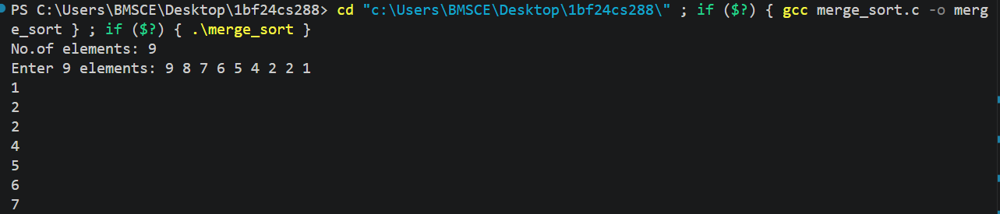 PS C:\Users\BMSCE\Desktop\1bf24cs288> cd "c:\Users\BMSCE\Desktop\1bf24cs288\" ; if ($?) { gcc merge_sort.c -o merg
e_sort } ; if ($?) { .\merge_sort }
No.of elements: 9
Enter 9 elements: 9 8 7 6 5 4 2 2 1
1
2
2
4
5
6
7